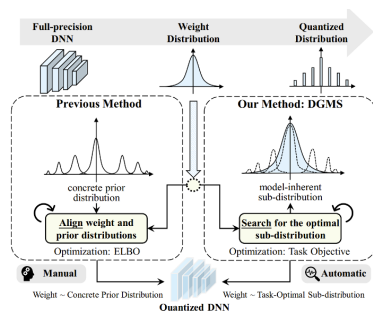 Full-precision
DNN
Weight
Distribution
Quantized
Distribution
Previous Method
Our Method: DGMS
concrete prior
distribution
model-inherent
sub-distribution
Align weight and
prior distributions
Search for the optimal
sub-distribution
Optimization: ELBO
Optimization: Task Objective
Manual
Automatic
Weight ~ Concrete Prior Distribution
Weight ~ Task-Optimal Sub-distribution
Quantized DNN